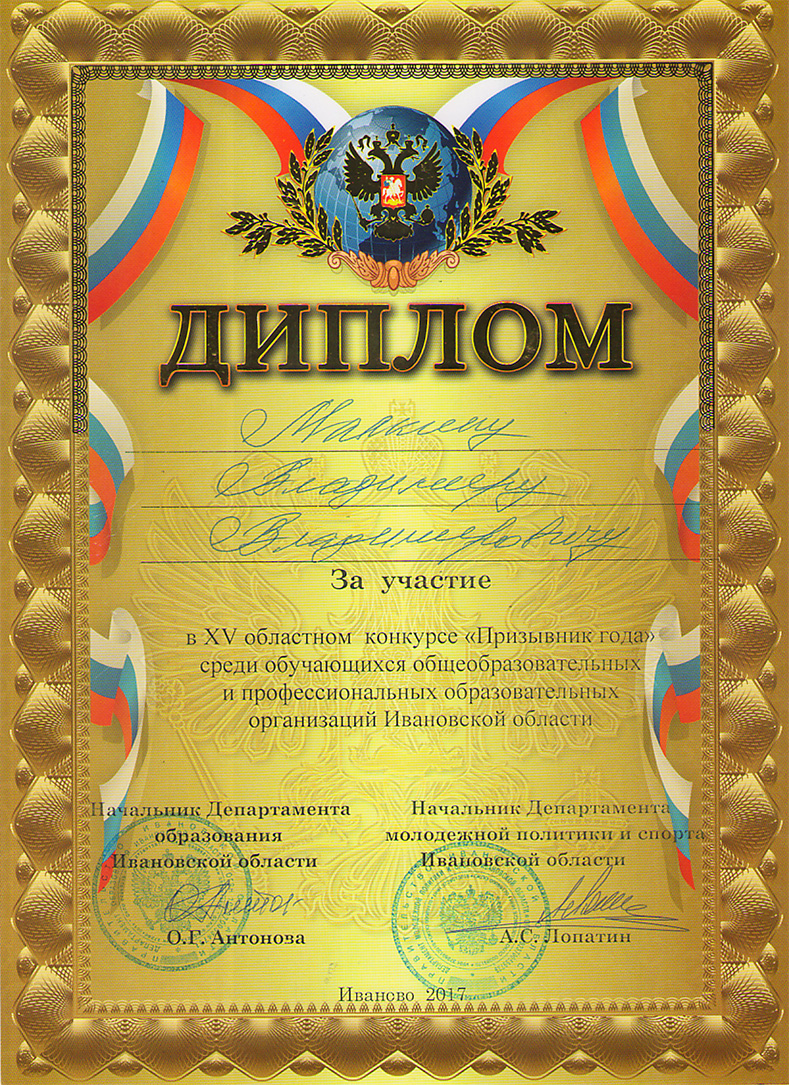 ДИПЛОМ
Малкину
Владимиру
Владимировичу
За участие
в XV областном конкурсе «Призывник года»
среди обучающихся общеобразовательных
и профессиональных образовательных
организаций Ивановской области
Начальник Департамента
образования
Ивановской области
О.Г. Антонова
Начальник Департамента
молодежной политики и спорта
Ивановской области
А.С. Лопатин
Иваново 2017